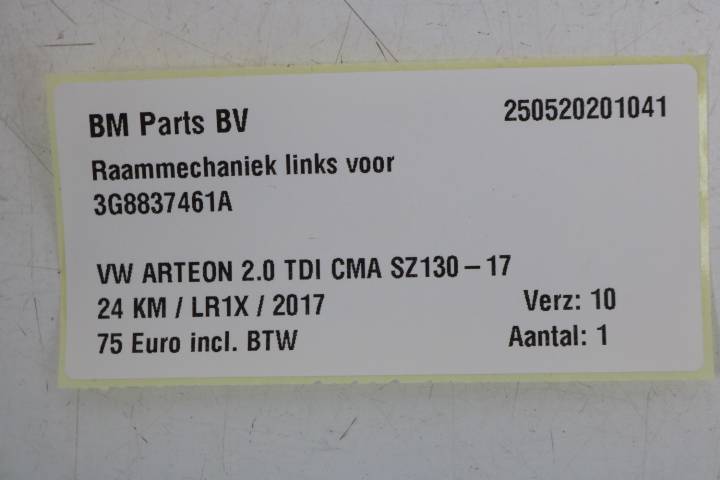 BM Parts BV 250520201041
Raammechaniek links voor
3G8837461A
VW ARTEON 2.0 TDI CMA SZ130-17
24 KM / LR1X / 2017 Verz: 10
75 Euro incl. BTW Aantal: 1